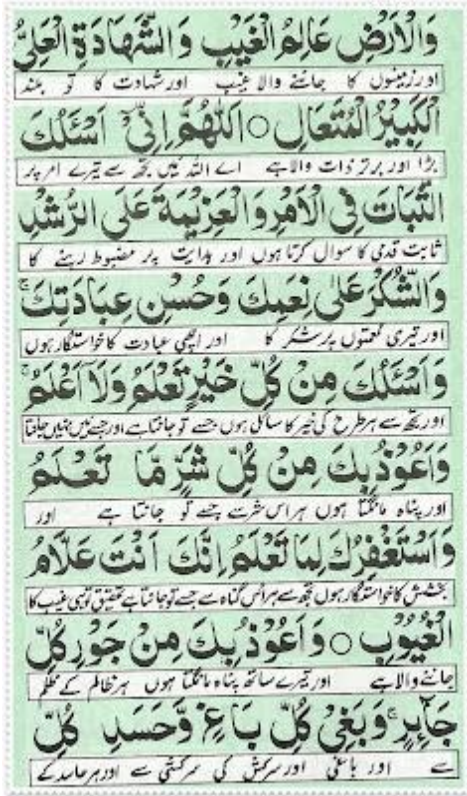 وَالْاَرْضِ عَالِمُ الْغَيْبِ وَالشَّهَادَةِ الْعَلِيُّ
اور زمینوں کا جاننے والا غیب اور شہادت کا تو بلند
الْكَبِيْرُ الْمُتَعَالِ ○ اَللّٰهُمَّ اِنِّىْ اَسْئَلُكَ
بڑا اور برتر ذات والا ہے اے اللہ میں تجھ سے تیرے امر پر
الثَّبَاتَ فِى الْاَمْرِ وَالْعَزِيْمَةَ عَلَى الرُّشْدِ
ثابت قدمی کا سوال کرتا ہوں اور ہدایت پر مضبوط رہنے کا
وَالشُّكْرَ عَلٰى نِعَمِكَ وَحُسْنِ عِبَادَتِكَ
اور تیری نعمتوں پر شکر کا اور اچھی عبادت کا خواستگار ہوں
وَاَسْئَلُكَ مِنْ كُلِّ خَيْرٍ تَعْلَمُ وَلَا اَعْلَمُ
اور تجھ سے ہر طرح کی خیر کا سائل ہوں جسے تو جانتا ہے اور جسے میں نہیں جانتا
وَاَعُوْذُ بِكَ مِنْ كُلِّ شَرِّ مَّا تَعْلَمُ
اور پناہ مانگتا ہوں ہر اس شر سے جسے تو جانتا ہے اور
وَاَسْتَغْفِرُكَ لِمَا تَعْلَمُ اِنَّكَ اَنْتَ عَلَّامُ
بخشش کا خواستگار ہوں تجھ سے ہر اس گناہ سے جسے تو جانتا ہے تحقیق تو ہی غیب کا
الْغُيُوْبِ ○ وَاَعُوْذُ بِكَ مِنْ جَوْرِ كُلِّ
جاننے والا ہے اور تیرے ساتھ پناہ مانگتا ہوں ہر ظالم کے ظلم
جَآئِرٍ وَّبَغْىِ كُلِّ بَاغٍ وَّحَسَدِ كُلِّ
سے اور باغی اور سرکش کی سرکشی سے اور ہر حاسد کے